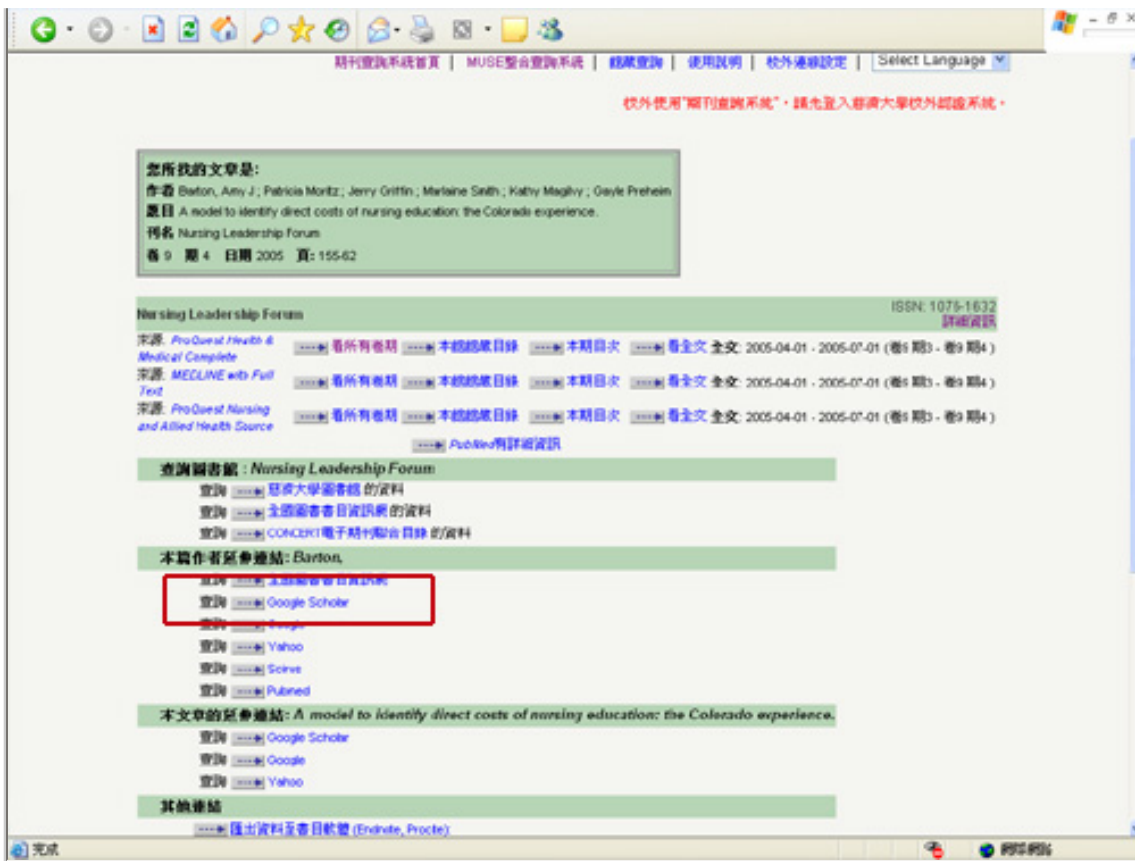 期刊查詢系統首頁 | MUSE整合查詢系統 | 館藏查詢 | 使用說明 | 校外連線設定 | Select Language
校外使用"期刊查詢系統"，請先登入慈濟大學校外認證系統。
您所找的文章是:
作者 Barton, Amy J ; Patricia Moritz ; Jerry Griffin ; Marlaine Smith ; Kathy Magilvy ; Gayle Preheim
題目 A model to identify direct costs of nursing education: the Colorado experience.
刊名 Nursing Leadership Forum
卷 9 期 4 日期 2005 頁: 155-62
ISSN: 1076-1632
Nursing Leadership Forum
詳細資訊
來源: ProQuest Health & Medical Complete 看所有卷期 本館館藏目錄 本期目次 看全文 全文: 2005-04-01 - 2005-07-01 (卷9 期3 - 卷9 期4 )
來源: MEDLINE with Full Text 看所有卷期 本館館藏目錄 本期目次 看全文 全文: 2005-04-01 - 2005-07-01 (卷9 期3 - 卷9 期4 )
來源: ProQuest Nursing and Allied Health Source 看所有卷期 本館館藏目錄 本期目次 看全文 全文: 2005-04-01 - 2005-07-01 (卷9 期3 - 卷9 期4 )
PubMed有詳細資訊
查詢圖書館 : Nursing Leadership Forum
查詢 慈濟大學圖書館 的資料
查詢 全國圖書書目資訊網 的資料
查詢 CONCERT電子期刊聯合目錄 的資料
本篇作者延伸連結: Barton,
查詢 全國圖書書目資訊網
查詢 Google Scholar
查詢 Google
查詢 Yahoo
查詢 Scirus
查詢 Pubmed
本文章的延伸連結: A model to identify direct costs of nursing education: the Colorado experience.
查詢 Google Scholar
查詢 Google
查詢 Yahoo
其他連結
匯出資料至書目軟體 (Endnote, Procite):
完成
網際網路